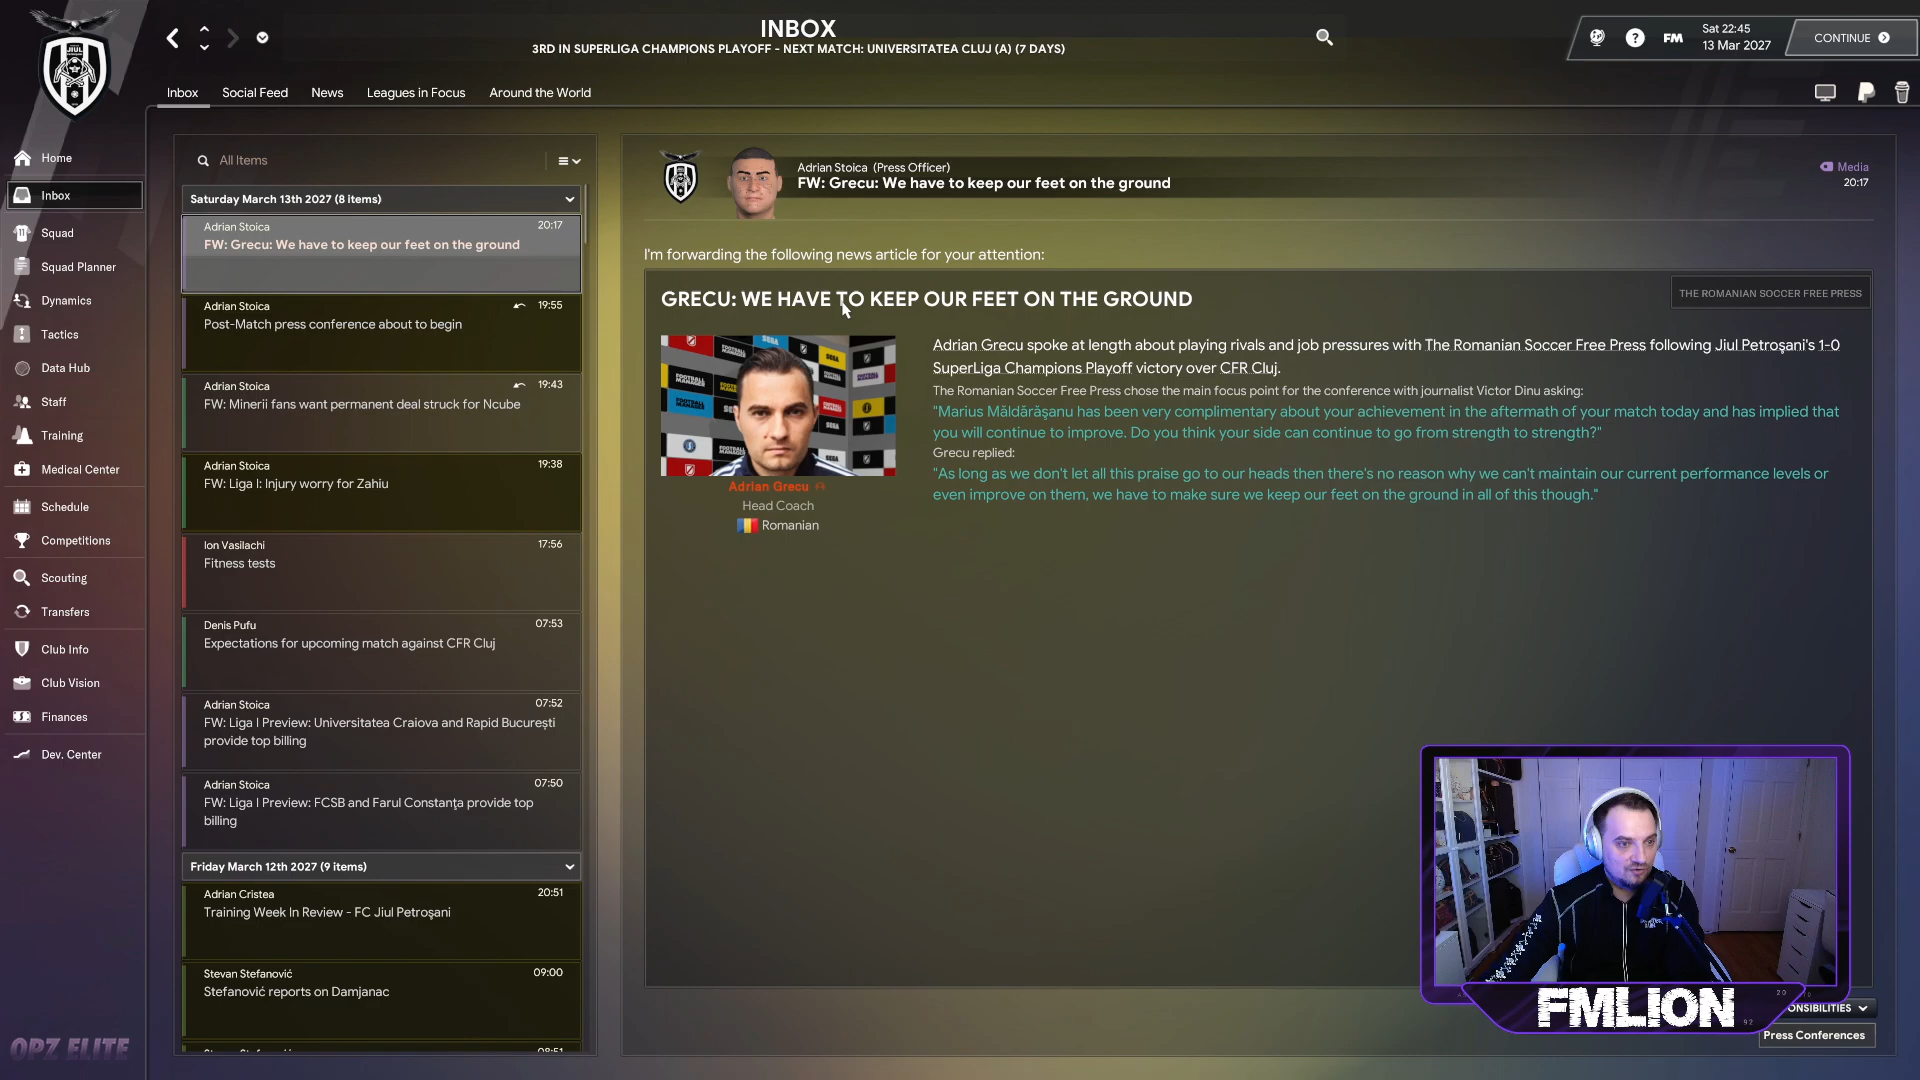 INBOX
3RD IN SUPERLIGA CHAMPIONS PLAYOFF - NEXT MATCH: UNIVERSITATEA CLUJ (A) (7 DAYS)
FM
Sat 22:45
13 Mar 2027
CONTINUE
JIUL
Inbox
Social Feed
News
Leagues in Focus
Around the World
Home
Inbox
Squad
Squad Planner
Dynamics
Tactics
Data Hub
Staff
Training
Medical Center
Schedule
Competitions
Scouting
Transfers
Club Info
Club Vision
Finances
Dev. Center
OPZ ELITE
All Items
Saturday March 13th 2027 (8 items)
Adrian Stoica 20:17
FW: Grecu: We have to keep our feet on the ground
Adrian Stoica 19:55
Post-Match press conference about to begin
Adrian Stoica 19:43
FW: Minerii fans want permanent deal struck for Ncube
Adrian Stoica 19:38
FW: Liga I: Injury worry for Zahiu
Ion Vasilachi 17:56
Fitness tests
Denis Pufu 07:53
Expectations for upcoming match against CFR Cluj
Adrian Stoica 07:52
FW: Liga I Preview: Universitatea Craiova and Rapid Bucureşti
provide top billing
Adrian Stoica 07:50
FW: Liga I Preview: FCSB and Farul Constanţa provide top
billing
Friday March 12th 2027 (9 items)
Adrian Cristea 20:51
Training Week In Review - FC Jiul Petroşani
Stevan Stefanović 09:00
Stefanović reports on Damjanac
Adrian Stoica (Press Officer)
FW: Grecu: We have to keep our feet on the ground
Media
20:17
I'm forwarding the following news article for your attention:
GRECU: WE HAVE TO KEEP OUR FEET ON THE GROUND
THE ROMANIAN SOCCER FREE PRESS
Adrian Grecu
Head Coach
Romanian
Adrian Grecu spoke at length about playing rivals and job pressures with The Romanian Soccer Free Press following Jiul Petroşani's 1-0
SuperLiga Champions Playoff victory over CFR Cluj.
The Romanian Soccer Free Press chose the main focus point for the conference with journalist Victor Dinu asking:
"Marius Măldărăşanu has been very complimentary about your achievement in the aftermath of your match today and has implied that
you will continue to improve. Do you think your side can continue to go from strength to strength?"
Grecu replied:
"As long as we don't let all this praise go to our heads then there's no reason why we can't maintain our current performance levels or
even improve on them, we have to make sure we keep our feet on the ground in all of this though."
FMLION
20
92
ONSIBILITIES
Press Conferences